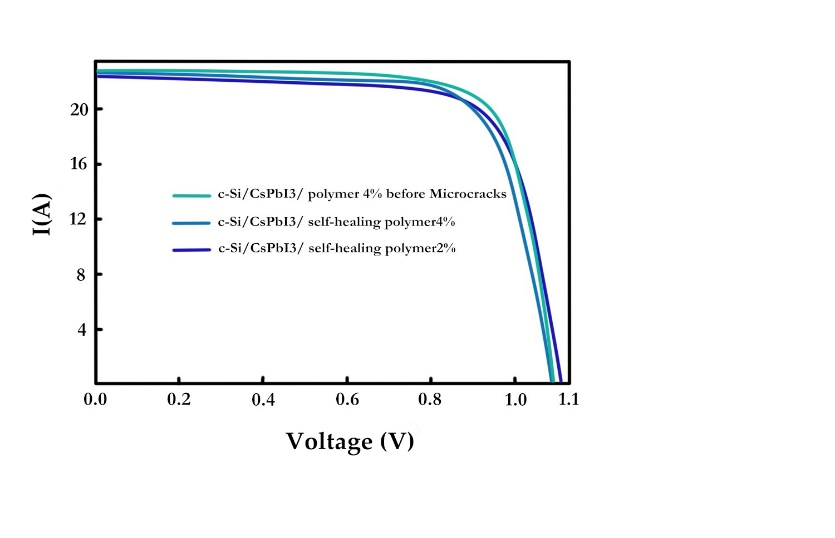 20
16
12
8
4
I(A)
c-Si/CsPbI3/ polymer 4% before Microcracks
c-Si/CsPbI3/ self-healing polymer4%
c-Si/CsPbI3/ self-healing polymer2%
0.0 0.2 0.4 0.6 0.8 1.0 1.1
Voltage (V)